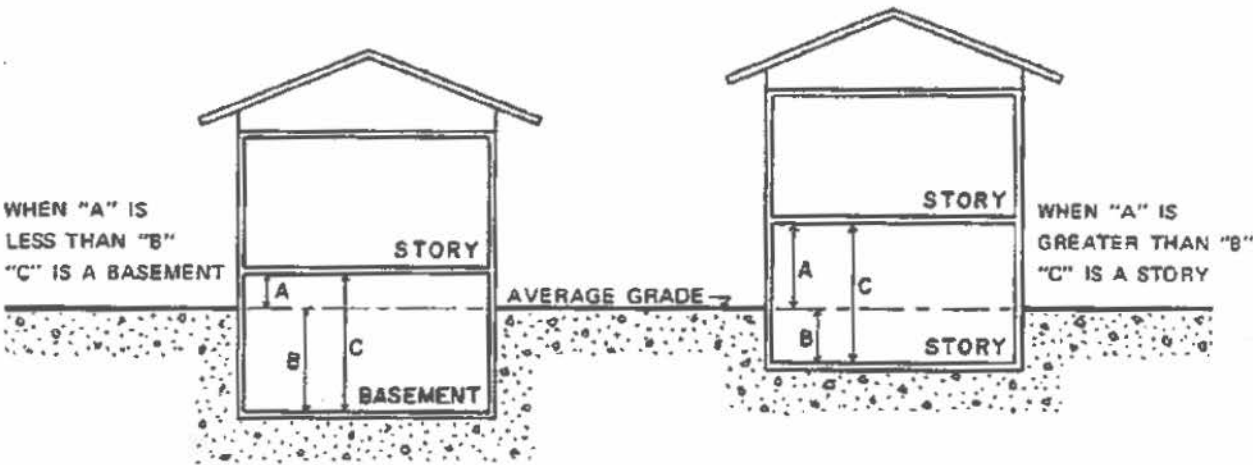 WHEN "A" IS
LESS THAN "B"
"C" IS A BASEMENT
STORY
A
B
C
BASEMENT
AVERAGE GRADE
STORY
A
C
B
STORY
WHEN "A" IS
GREATER THAN "B"
"C" IS A STORY